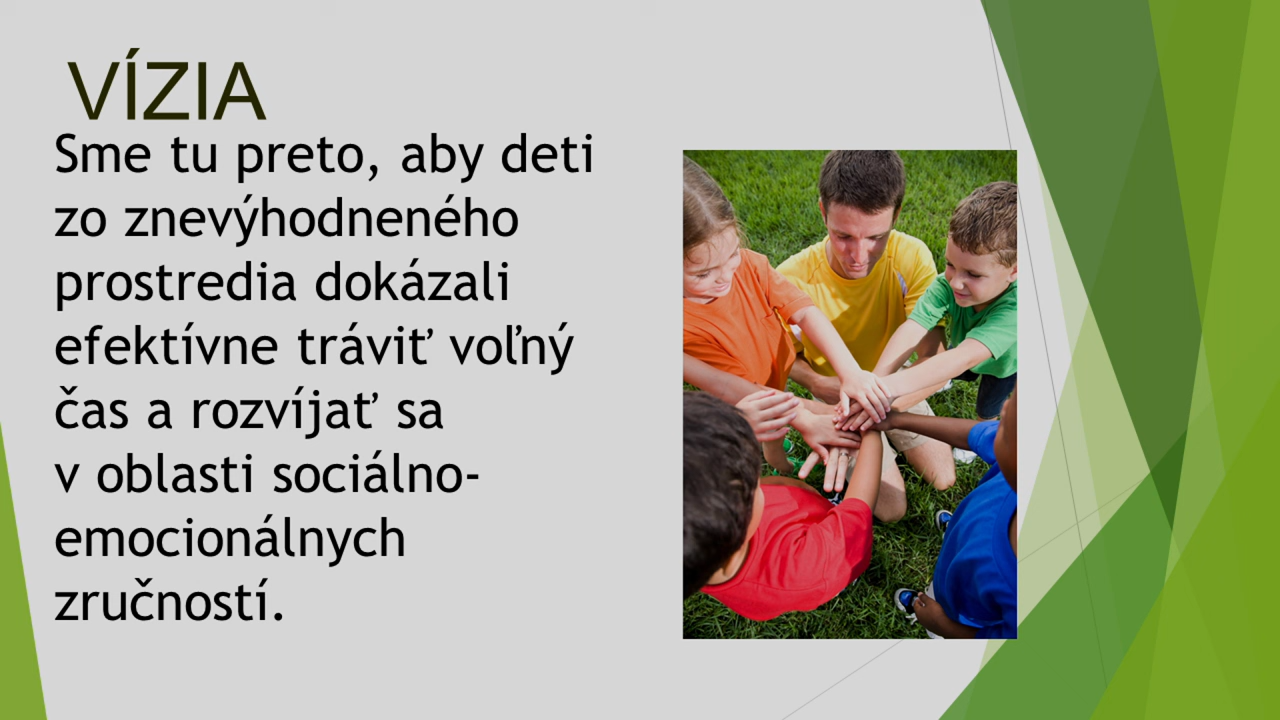 VÍZIA
Sme tu preto, aby deti
zo znevýhodneného
prostredia dokázali
efektívne tráviť voľný
čas a rozvíjať sa
v oblasti sociálno-
emocionálnych
zručností.